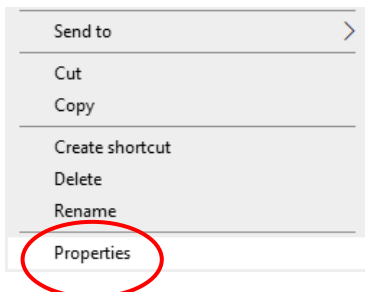 Send to
Cut
Copy
Create shortcut
Delete
Rename
Properties